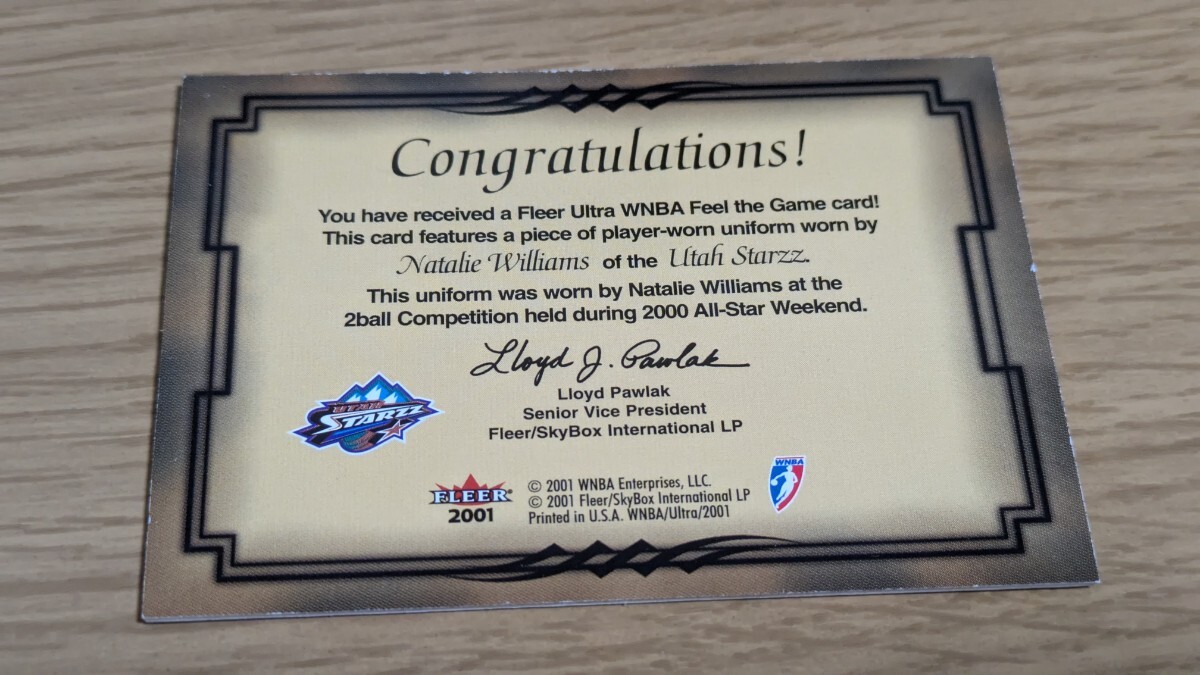 Congratulations!
You have received a Fleer Ultra WNBA Feel the Game card!
This card features a piece of player-worn uniform worn by
Natalie Williams of the Utah Starzz.
This uniform was worn by Natalie Williams at the
2ball Competition held during 2000 All-Star Weekend.
Lloyd J. Pawlak
Lloyd Pawlak
Senior Vice President
Fleer/SkyBox International LP
UTAH
STARZZ
FLEER
2001
© 2001 WNBA Enterprises, LLC.
© 2001 Fleer/SkyBox International LP
Printed in U.S.A. WNBA/Ultra/2001
WNBA